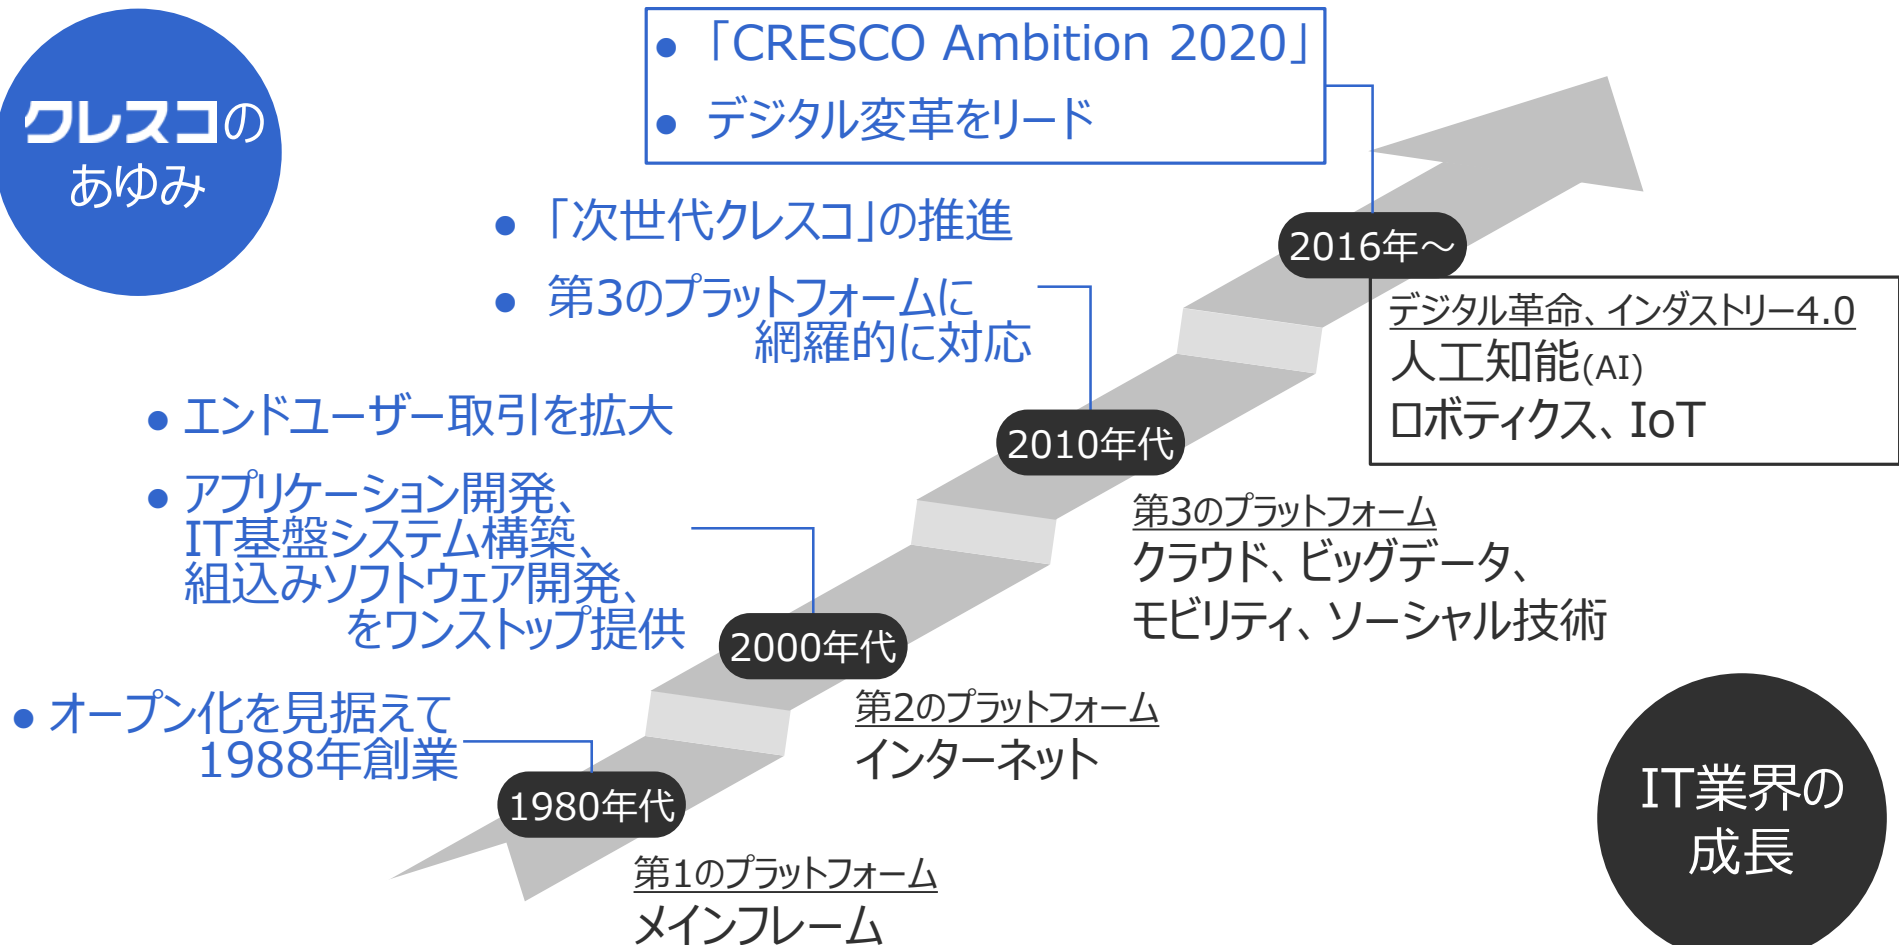 クレスコの
あゆみ
● 「CRESCO Ambition 2020」
● デジタル変革をリード
● 「次世代クレスコ」の推進
● 第3のプラットフォームに
網羅的に対応
● エンドユーザー取引を拡大
● アプリケーション開発、
IT基盤システム構築、
組込みソフトウェア開発、
をワンストップ提供
● オープン化を見据えて
1988年創業
2016年～
デジタル革命、インダストリー4.0
人工知能(AI)
ロボティクス、IoT
2010年代
第3のプラットフォーム
クラウド、ビッグデータ、
モビリティ、ソーシャル技術
2000年代
第2のプラットフォーム
インターネット
1980年代
第1のプラットフォーム
メインフレーム
IT業界の
成長